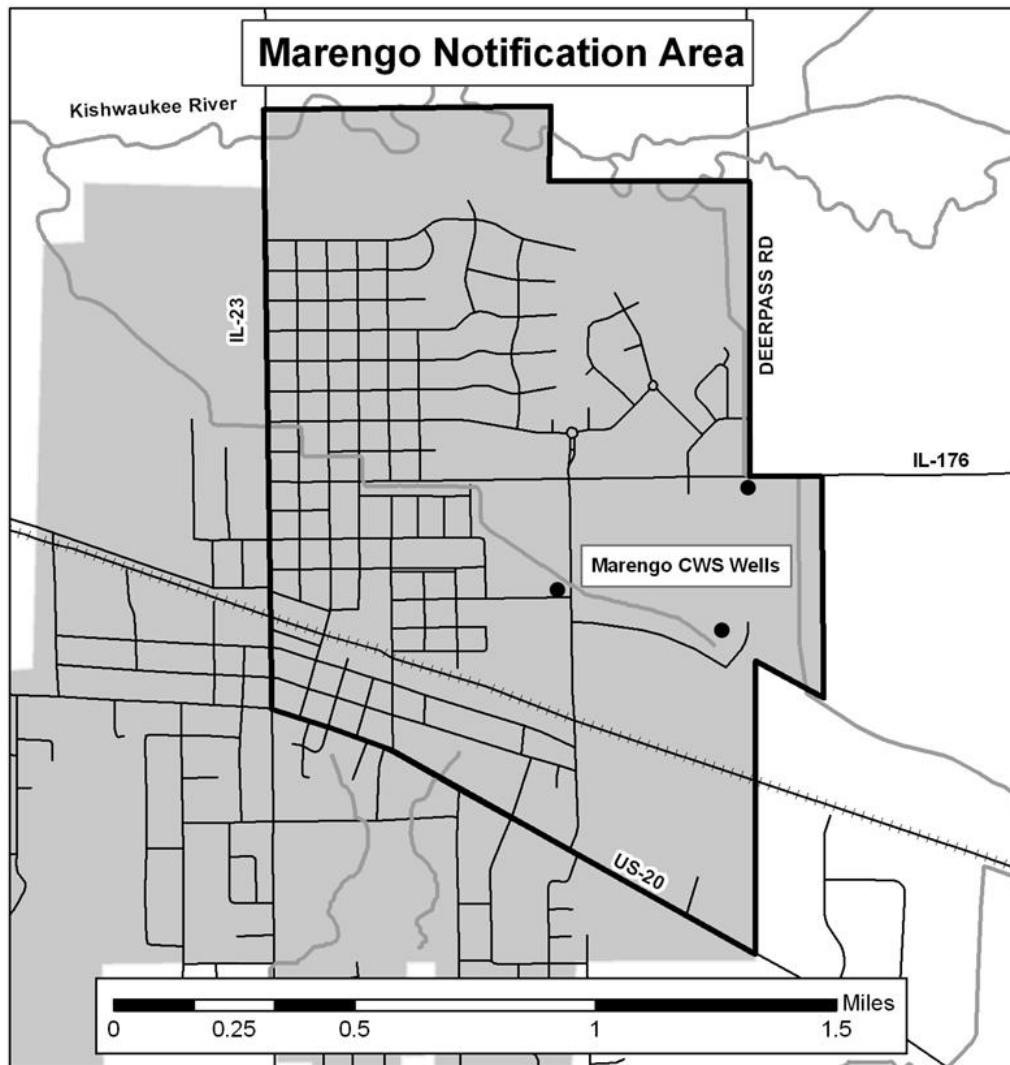 Marengo Notification Area
Kishwaukee River
IL-23
DEERPASS RD
IL-176
Marengo CWS Wells
US-20
Miles
0 0.25 0.5 1 1.5